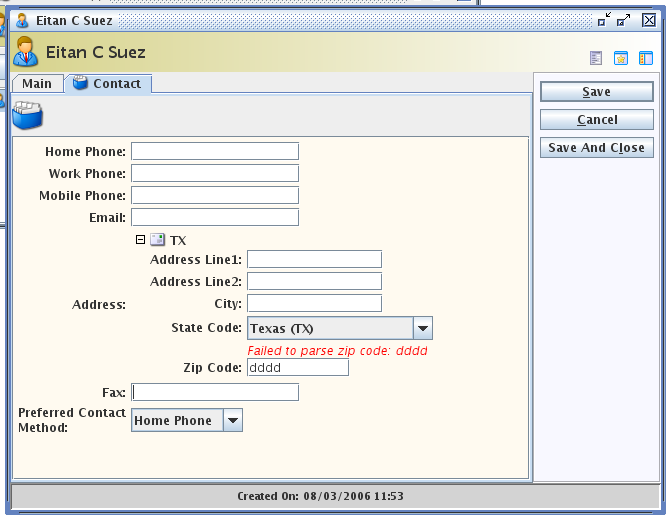 Eitan C Suez
Eitan C Suez
Main Contact
Save
Cancel
Save And Close
Home Phone:
Work Phone:
Mobile Phone:
Email:
TX
Address Line1:
Address Line2:
Address: City:
State Code: Texas (TX)
Failed to parse zip code: dddd
Zip Code: dddd
Fax:
Preferred Contact
Method: Home Phone
Created On: 08/03/2006 11:53